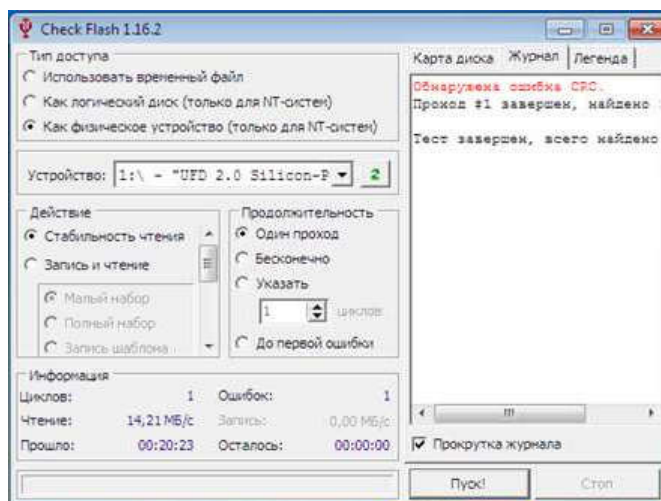 Check Flash 1.16.2
Тип доступа
Использовать временный файл
Как логический диск (только для NT-систем)
Как физическое устройство (только для NT-систем)
Устройство: 1:\ - "UFD 2.0 Silicon-P 2
Действие
Стабильность чтения
Запись и чтение
Малый набор
Полный набор
Запись шаблона
Продолжительность
Один проход
Бесконечно
Указать
1 циклов
До первой ошибки
Информация
Циклов: 1 Ошибок: 1
Чтение: 14,21 МБ/с Запись: 0,00 МБ/с
Прошло: 00:20:23 Осталось: 00:00:00
Карта диска Журнал Легенда
Обнаружена ошибка CRC.
Проход #1 завершен, найдено
Тест завершен, всего найдено
Прокрутка журнала
Пуск! Стоп